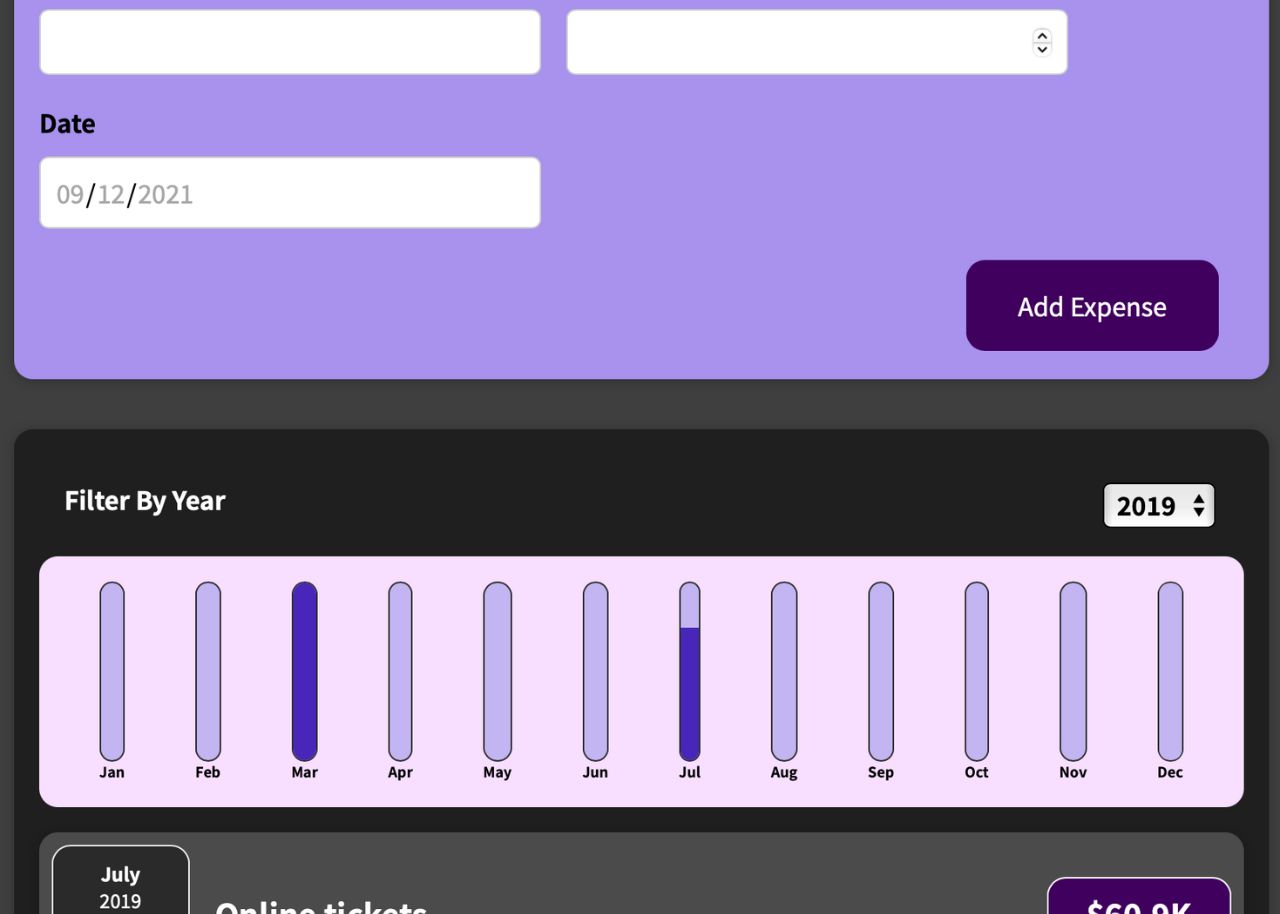 Date
09/12/2021
Add Expense
Filter By Year
2019
Jan Feb Mar Apr May Jun Jul Aug Sep Oct Nov Dec
July
2019
Online tickets
$60.9K